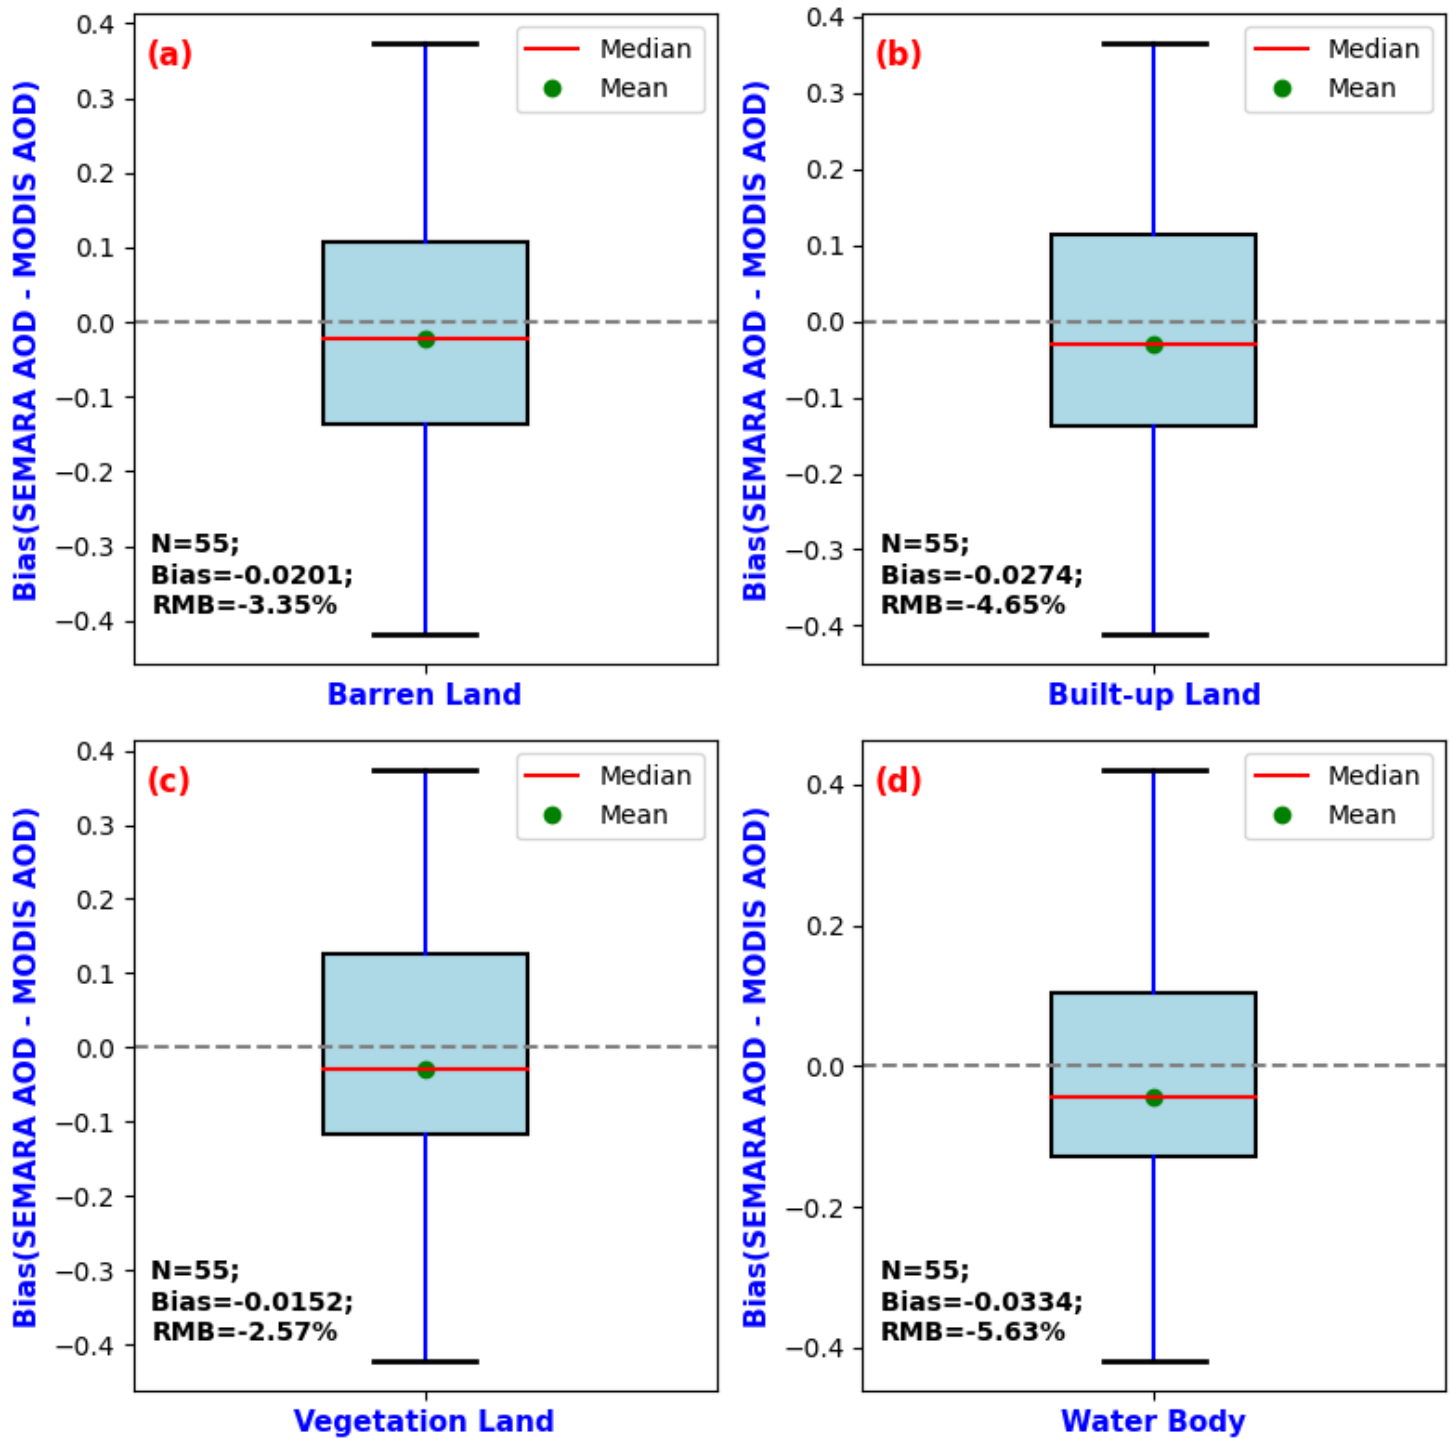 (a)
Median
Mean
0.4
0.3
0.2
0.1
0.0
−0.1
−0.2
−0.3
−0.4
Bias(SEMARA AOD - MODIS AOD)
N=55;
Bias=-0.0201;
RMB=-3.35%
Barren Land
(b)
Median
Mean
0.4
0.3
0.2
0.1
0.0
−0.1
−0.2
−0.3
−0.4
Bias(SEMARA AOD - MODIS AOD)
N=55;
Bias=-0.0274;
RMB=-4.65%
Built-up Land
(c)
Median
Mean
0.4
0.3
0.2
0.1
0.0
−0.1
−0.2
−0.3
−0.4
Bias(SEMARA AOD - MODIS AOD)
N=55;
Bias=-0.0152;
RMB=-2.57%
Vegetation Land
(d)
Median
Mean
0.4
0.2
0.0
−0.2
−0.4
Bias(SEMARA AOD - MODIS AOD)
N=55;
Bias=-0.0334;
RMB=-5.63%
Water Body